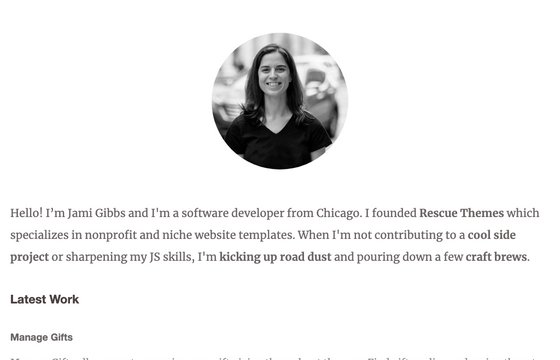 Hello! I’m Jami Gibbs and I'm a software developer from Chicago. I founded Rescue Themes which
specializes in nonprofit and niche website templates. When I'm not contributing to a cool side
project or sharpening my JS skills, I'm kicking up road dust and pouring down a few craft brews.
Latest Work
Manage Gifts